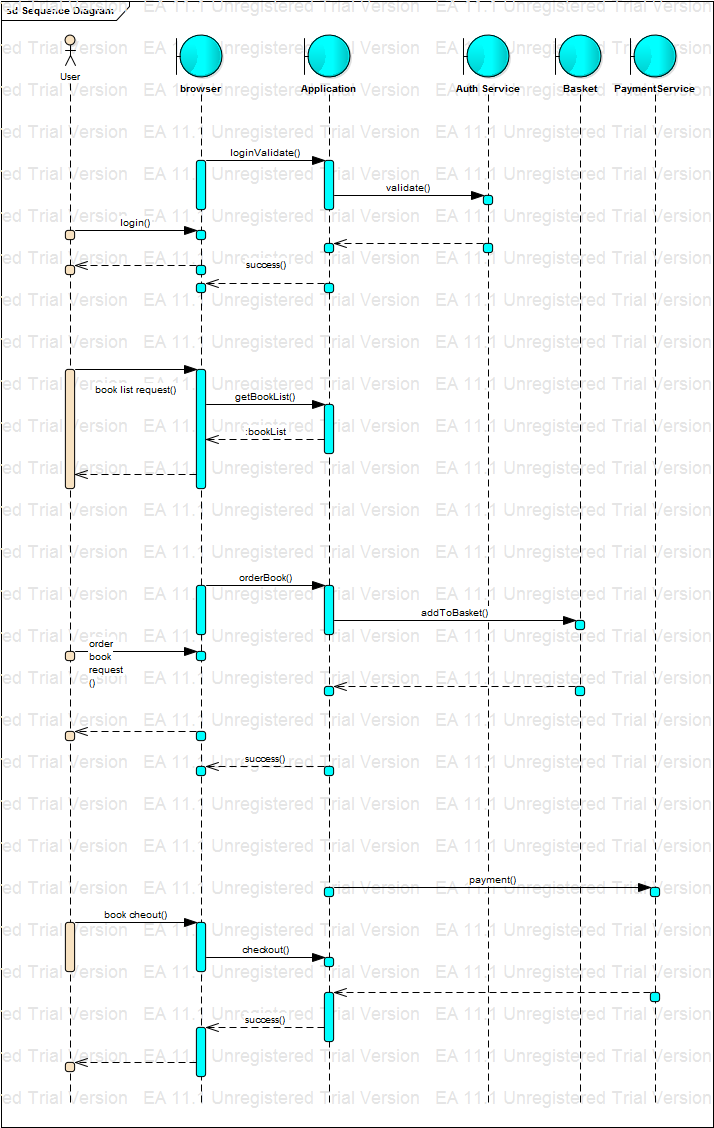 sd Sequence Diagram
User
browser
Application
Auth Service
Basket
PaymentService
loginValidate()
validate()
login()
success()
book list request()
getBookList()
:bookList
orderBook()
addToBasket()
order
book
request
()
success()
payment()
book cheout()
checkout()
success()
EA 11.1 Unregistered Trial Version